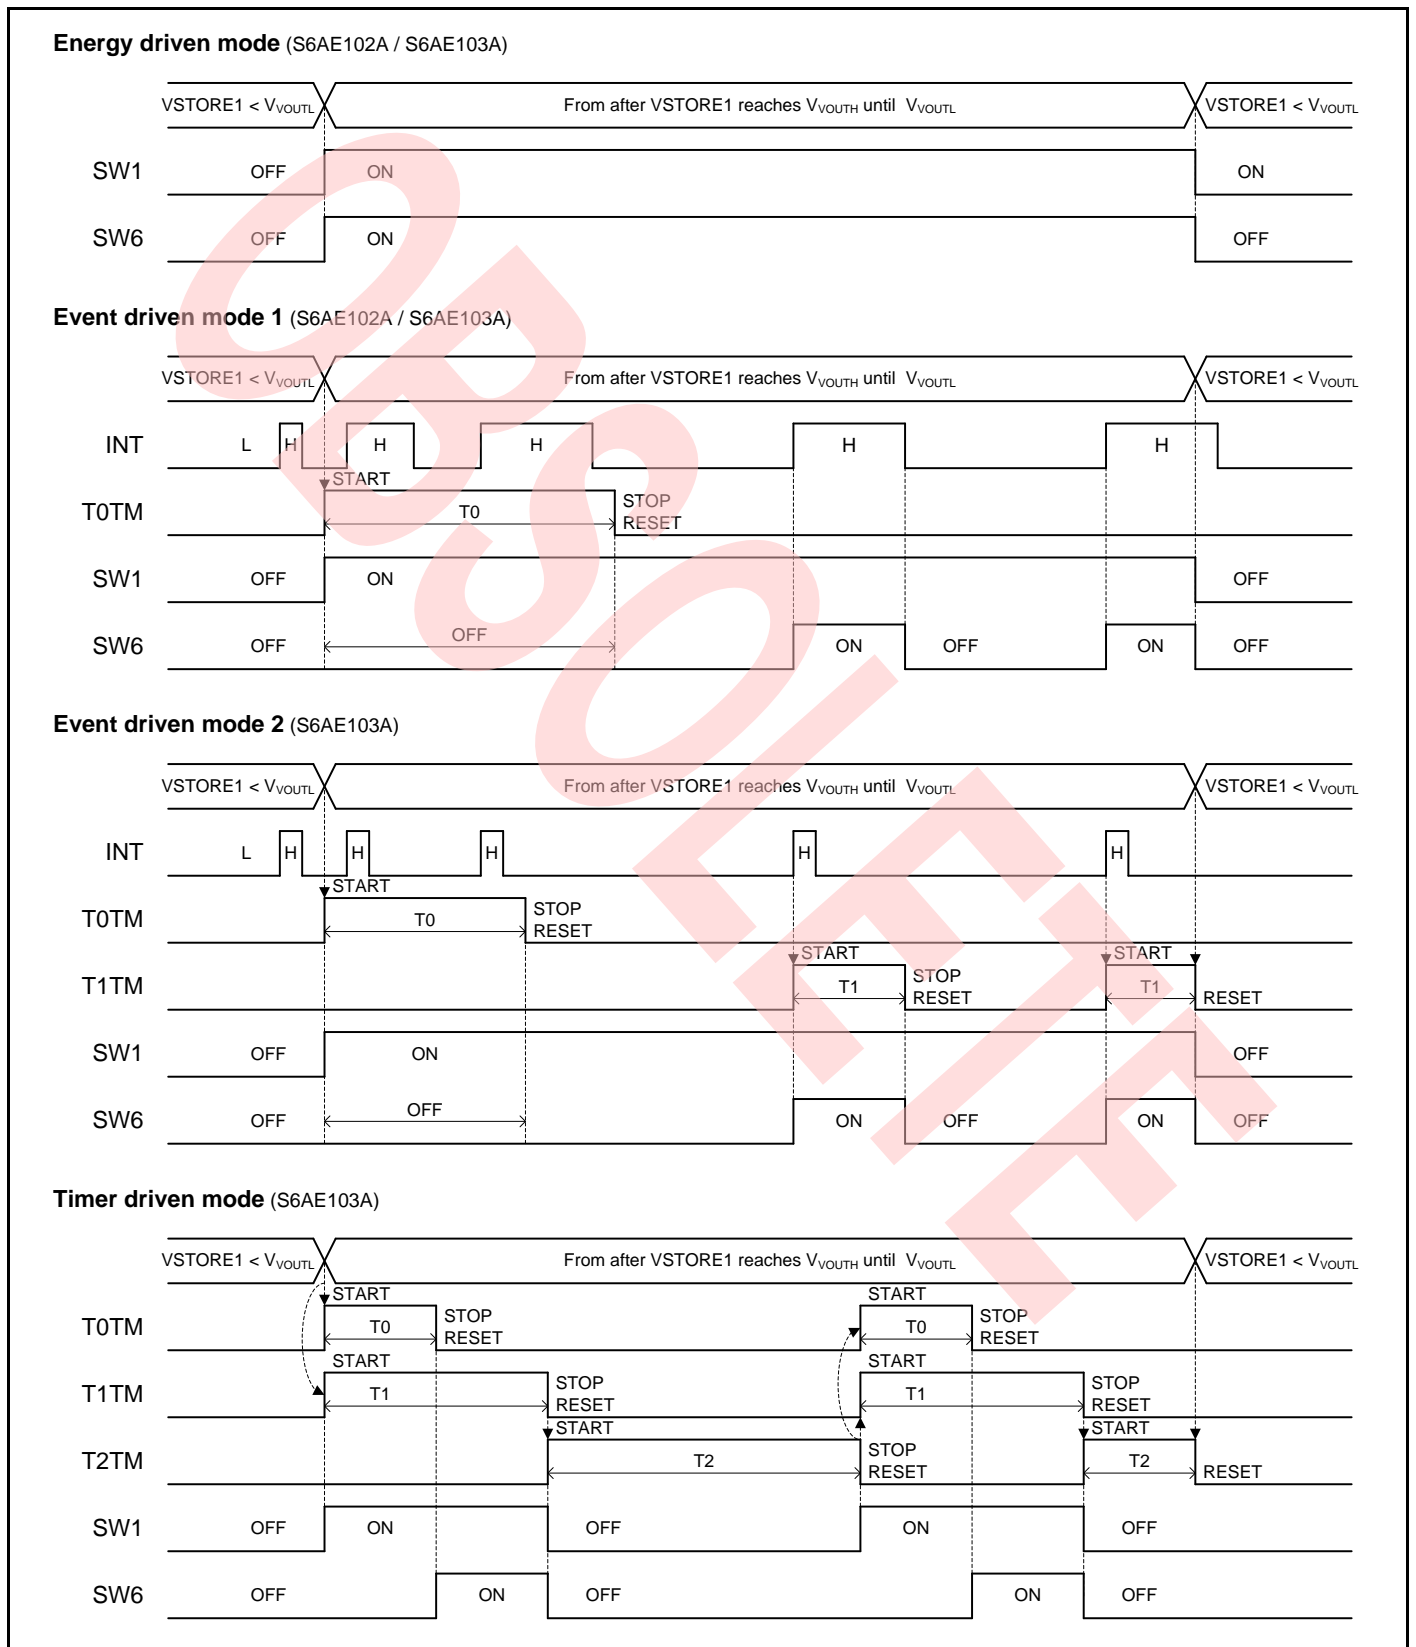 Energy driven mode (S6AE102A / S6AE103A)
VSTORE1 < VVOUTL From after VSTORE1 reaches VVOUTH until VVOUTL VSTORE1 < VVOUTL
SW1 OFF ON ON
SW6 OFF ON OFF
Event driven mode 1 (S6AE102A / S6AE103A)
VSTORE1 < VVOUTL From after VSTORE1 reaches VVOUTH until VVOUTL VSTORE1 < VVOUTL
INT L H H H H H
START
T0TM T0 STOP
RESET
SW1 OFF ON OFF
SW6 OFF OFF ON OFF ON OFF
Event driven mode 2 (S6AE103A)
VSTORE1 < VVOUTL From after VSTORE1 reaches VVOUTH until VVOUTL VSTORE1 < VVOUTL
INT L H H H H H
START
T0TM T0 STOP
RESET
START START
T1TM T1 STOP
RESET T1 RESET
SW1 OFF ON OFF
SW6 OFF OFF ON OFF ON OFF
Timer driven mode (S6AE103A)
VSTORE1 < VVOUTL From after VSTORE1 reaches VVOUTH until VVOUTL VSTORE1 < VVOUTL
START START
T0TM T0 STOP
RESET T0 STOP
RESET
START START
T1TM T1 STOP
RESET T1 STOP
RESET
START START
T2TM T2 STOP
RESET T2 RESET
SW1 OFF ON OFF ON OFF
SW6 OFF ON OFF ON OFF
OBSOLETE